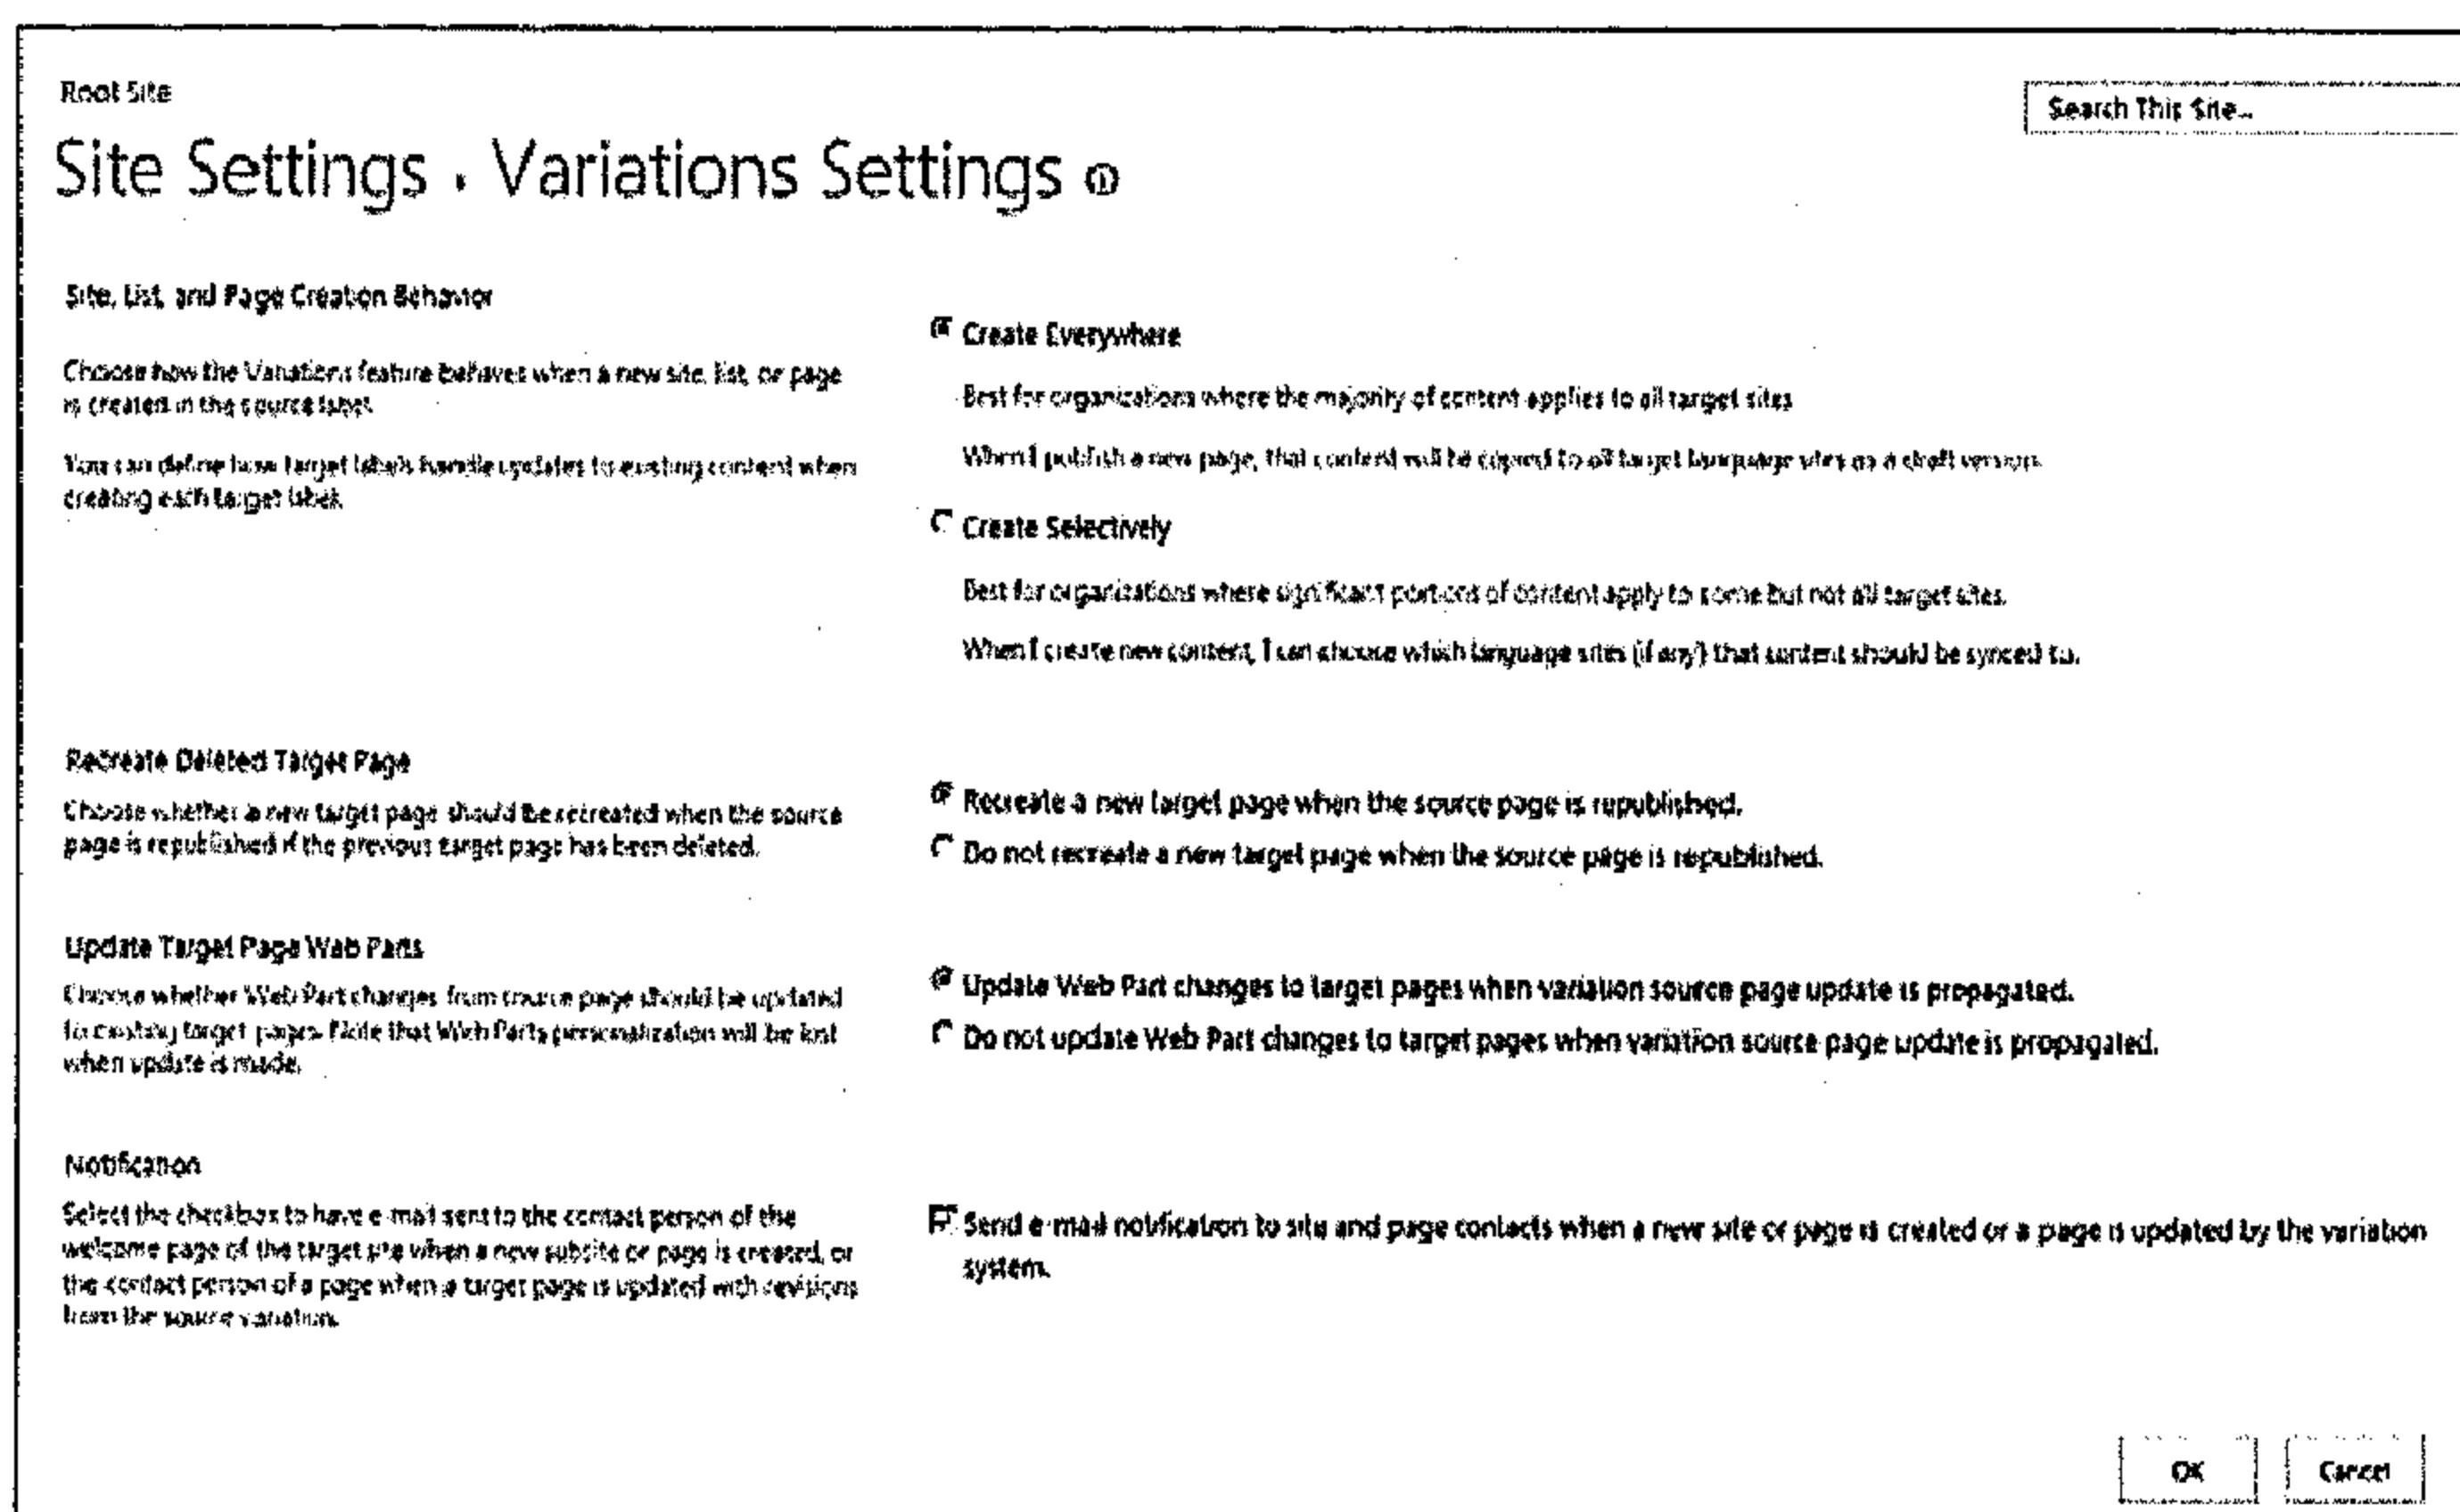 Root Site
Search This Site...
Site Settings › Variations Settings ⓘ
Site, List, and Page Creation Behavior
Choose how the Variations feature behaves when a new site, list, or page
is created in the source label.
You can define how target labels handle updates to existing content when
creating each target label.
Create Everywhere
Best for organizations where the majority of content applies to all target sites
When I publish a new page, that content will be copied to all target language sites as a draft version.
Create Selectively
Best for organizations where significant portions of content apply to some but not all target sites.
When I create new content, I can choose which language sites (if any) that content should be synced to.
Recreate Deleted Target Page
Choose whether a new target page should be recreated when the source
page is republished if the previous target page has been deleted.
Recreate a new target page when the source page is republished.
Do not recreate a new target page when the source page is republished.
Update Target Page Web Parts
Choose whether Web Part changes from source page should be updated
to existing target pages. Note that Web Parts personalization will be lost
when update is made.
Update Web Part changes to target pages when variation source page update is propagated.
Do not update Web Part changes to target pages when variation source page update is propagated.
Notification
Select the checkbox to have e-mail sent to the contact person of the
welcome page of the target site when a new subsite or page is created, or
the contact person of a page when a target page is updated with revisions
from the source variation.
Send e-mail notification to site and page contacts when a new site or page is created or a page is updated by the variation
system.
OK
Cancel